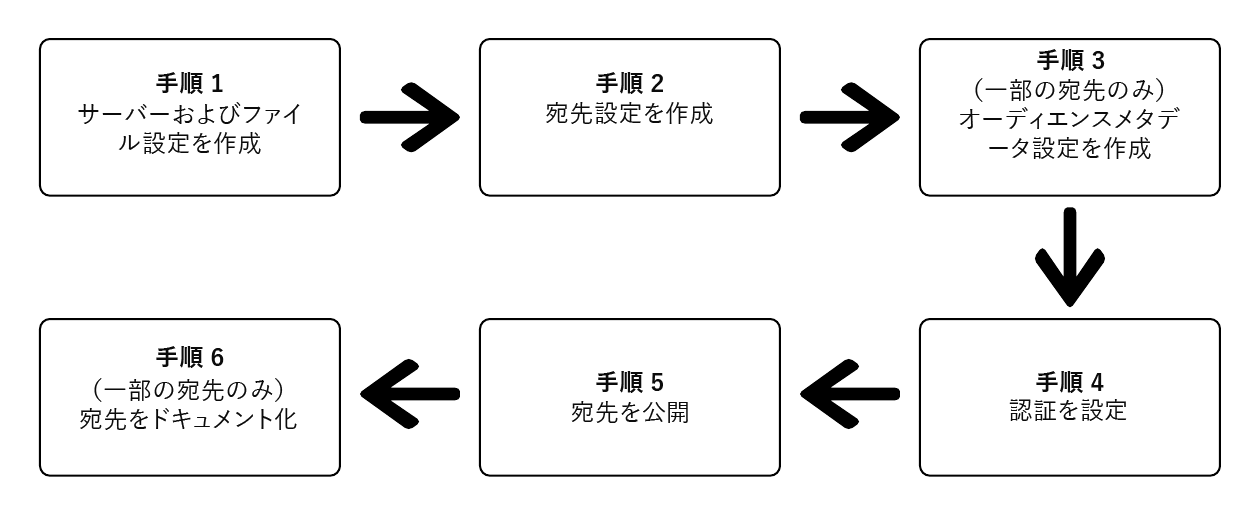 手順 1
サーバーおよびファイ
ル設定を作成
手順 2
宛先設定を作成
手順 3
（一部の宛先のみ）
オーディエンスメタデ
ータ設定を作成
手順 4
認証を設定
手順 5
宛先を公開
手順 6
（一部の宛先のみ）
宛先をドキュメント化